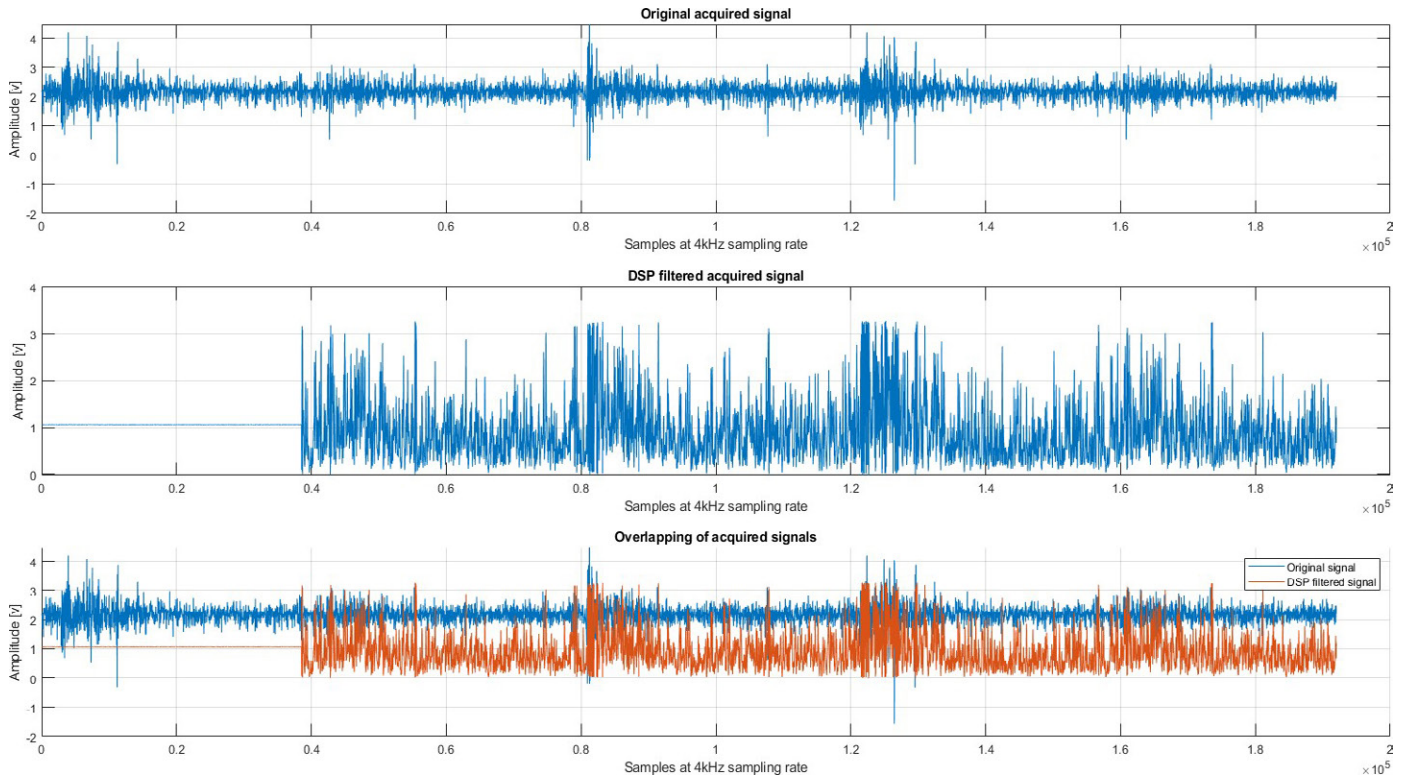 Original acquired signal
4
3
2
1
0
-1
-2
Amplitude [v]
0 0.2 0.4 0.6 0.8 1 1.2 1.4 1.6 1.8 2
Samples at 4kHz sampling rate
×10^5
DSP filtered acquired signal
4
3
2
1
0
Amplitude [v]
0 0.2 0.4 0.6 0.8 1 1.2 1.4 1.6 1.8 2
Samples at 4kHz sampling rate
×10^5
Overlapping of acquired signals
4
3
2
1
0
-1
-2
Amplitude [v]
Original signal
DSP filtered signal
0 0.2 0.4 0.6 0.8 1 1.2 1.4 1.6 1.8 2
Samples at 4kHz sampling rate
×10^5